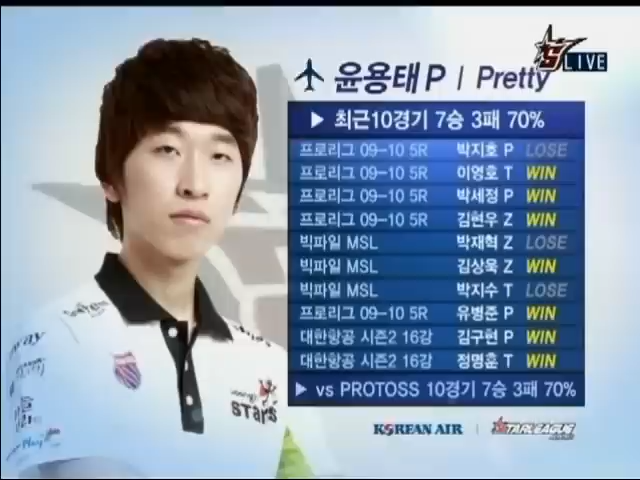 S LIVE
윤용태 P | Pretty
▶ 최근10경기 7승 3패 70%
프로리그 09-10 5R 박지호 P LOSE
프로리그 09-10 5R 이영호 T WIN
프로리그 09-10 5R 박세정 P WIN
프로리그 09-10 5R 김현우 Z WIN
빅파일 MSL 박재혁 Z LOSE
빅파일 MSL 김상욱 Z WIN
빅파일 MSL 박지수 T LOSE
프로리그 09-10 5R 유병준 P WIN
대한항공 시즌2 16강 김구현 P WIN
대한항공 시즌2 16강 정명훈 T WIN
▶ vs PROTOSS 10경기 7승 3패 70%
KOREAN AIR | STARLEAGUE
STARS